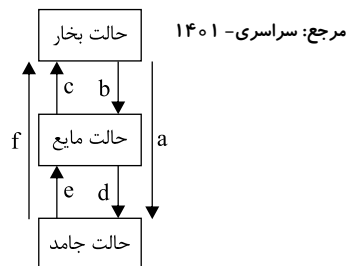 مرجع: سراسری- ۱۴۰۱
حالت بخار
c b
حالت مایع
f a
e d
حالت جامد